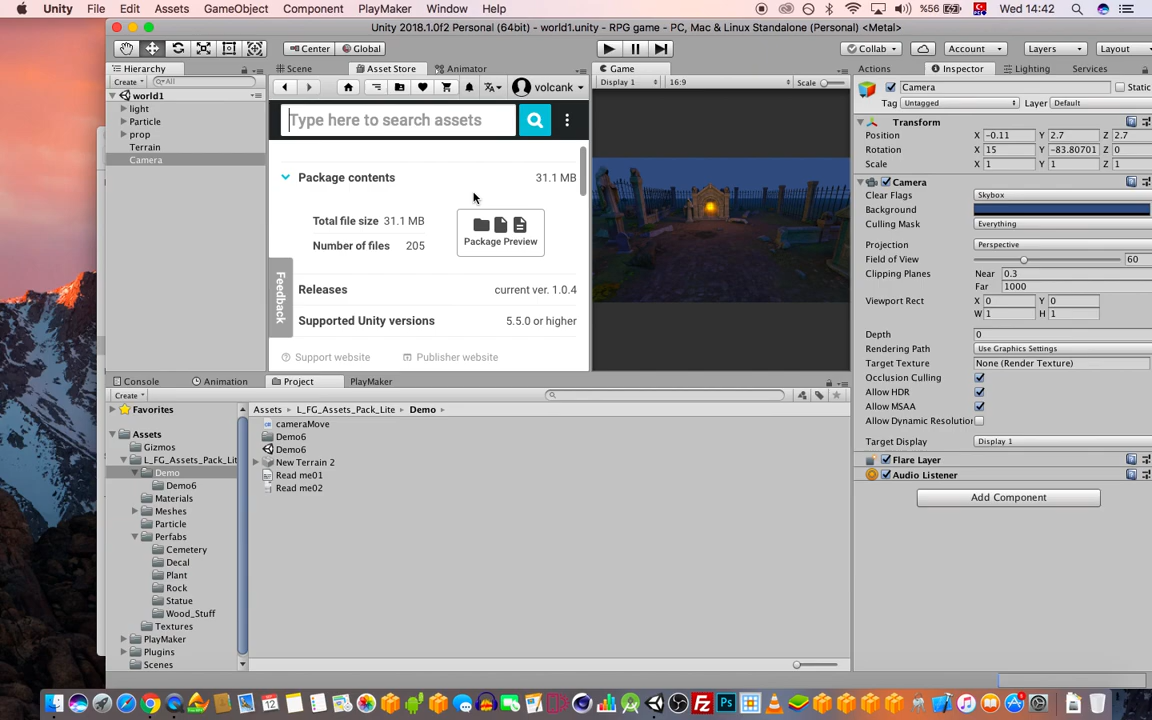 Unity File Edit Assets GameObject Component PlayMaker Window Help %56 Wed 14:42
Unity 2018.1.0f2 Personal (64bit) - world1.unity - RPG game - PC, Mac & Linux Standalone (Personal) <Metal>
Center Global Collab Account Layers Layout
Hierarchy
Create All
world1
light
Particle
prop
Terrain
Camera
Scene Asset Store Animator
volcank
Type here to search assets
Package contents 31.1 MB
Total file size 31.1 MB
Number of files 205
Package Preview
Feedback
Releases current ver. 1.0.4
Supported Unity versions 5.5.0 or higher
Support website Publisher website
Game
Display 1 16:9 Scale
Actions Inspector Lighting Services
Camera Static
Tag Untagged Layer Default
Transform
Position X -0.11 Y 2.7 Z 2.7
Rotation X 15 Y -83.80701 Z 0
Scale X 1 Y 1 Z 1
Camera
Clear Flags Skybox
Background
Culling Mask Everything
Projection Perspective
Field of View 60
Clipping Planes Near 0.3
Far 1000
Viewport Rect X 0 Y 0
W 1 H 1
Depth 0
Rendering Path Use Graphics Settings
Target Texture None (Render Texture)
Occlusion Culling
Allow HDR
Allow MSAA
Allow Dynamic Resolution
Target Display Display 1
Flare Layer
Audio Listener
Add Component
Console Animation Project PlayMaker
Create
Favorites
Assets
Gizmos
L_FG_Assets_Pack_Lit
Demo
Demo6
Materials
Meshes
Particle
Perfabs
Cemetery
Decal
Plant
Rock
Statue
Wood_Stuff
Textures
PlayMaker
Plugins
Scenes
Assets L_FG_Assets_Pack_Lite Demo
cameraMove
Demo6
Demo6
New Terrain 2
Read me01
Read me02